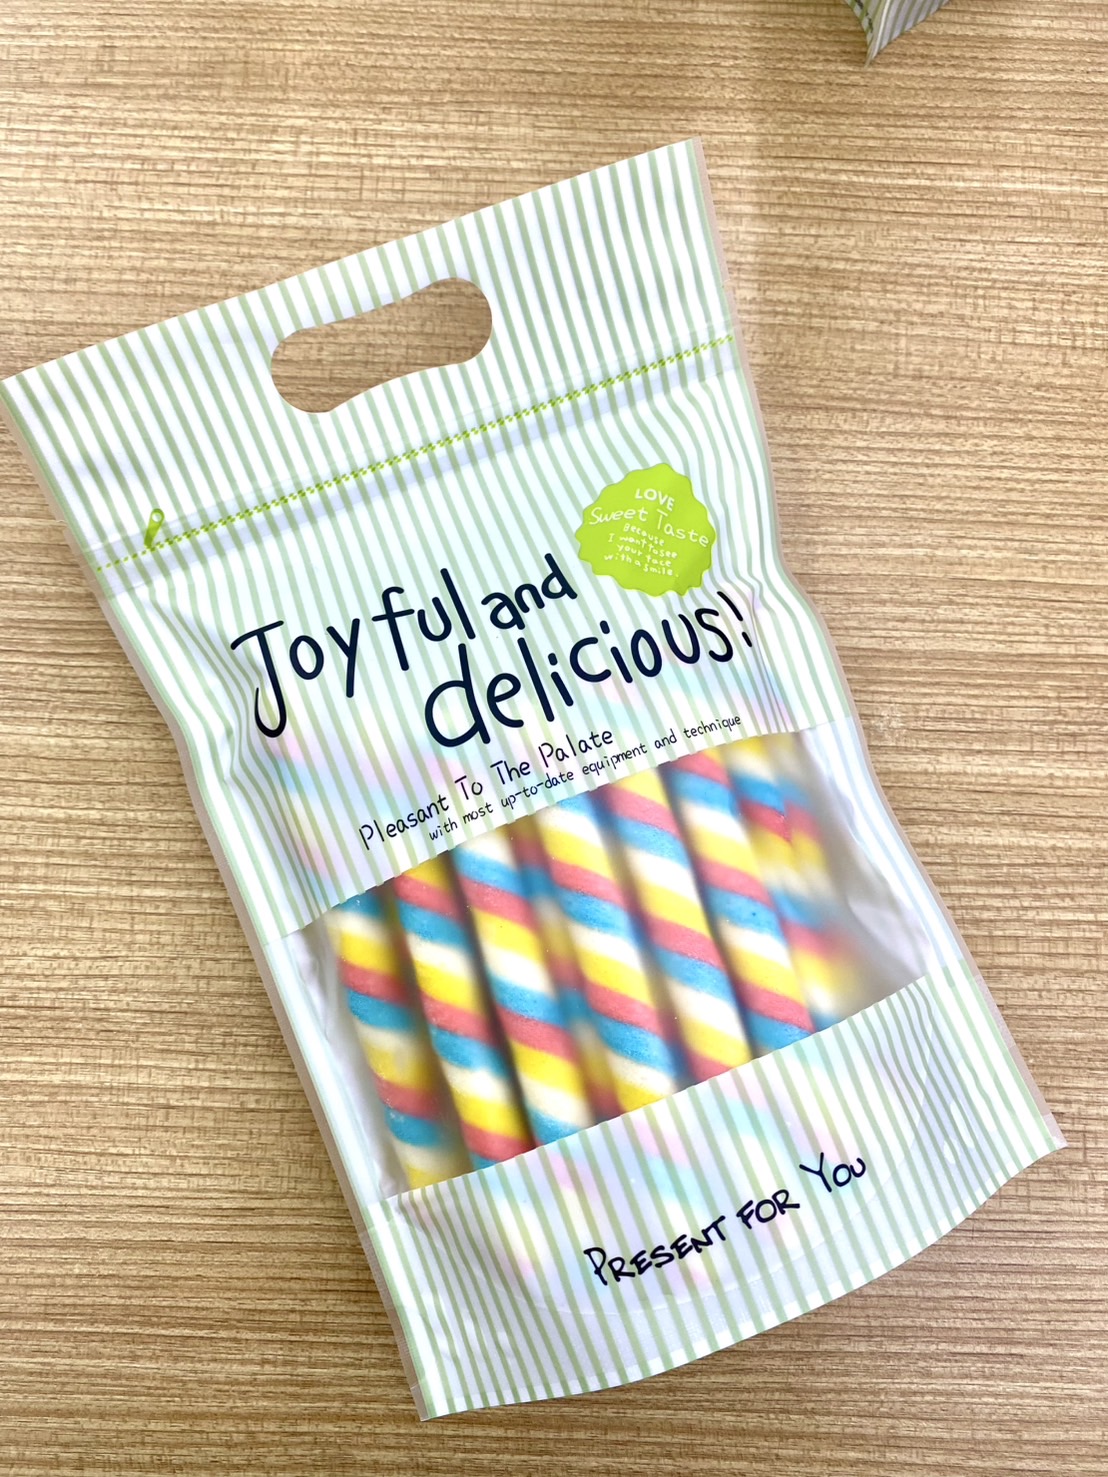 LOVE
Sweet Taste
Because
I want to see
your face
with a smile.
Joyful and
delicious!
Pleasant To The Palate
with most up-to-date equipment and technique
PRESENT FOR YOU